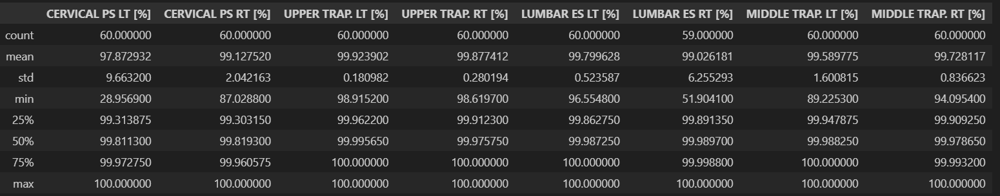 CERVICAL PS LT [%] CERVICAL PS RT [%] UPPER TRAP. LT [%] UPPER TRAP. RT [%] LUMBAR ES LT [%] LUMBAR ES RT [%] MIDDLE TRAP. LT [%] MIDDLE TRAP. RT [%]
count 60.000000 60.000000 60.000000 60.000000 60.000000 59.000000 60.000000 60.000000
mean 97.872932 99.127520 99.923902 99.877412 99.799628 99.026181 99.589775 99.728117
std 9.663200 2.042163 0.180982 0.280194 0.523587 6.255293 1.600815 0.836623
min 28.956900 87.028800 98.915200 98.619700 96.554800 51.904100 89.225300 94.095400
25% 99.313875 99.303150 99.962200 99.912300 99.862750 99.891350 99.947875 99.909250
50% 99.811300 99.819300 99.995650 99.975750 99.987250 99.989700 99.988250 99.978650
75% 99.972750 99.960575 100.000000 100.000000 100.000000 99.998800 100.000000 99.993200
max 100.000000 100.000000 100.000000 100.000000 100.000000 100.000000 100.000000 100.000000